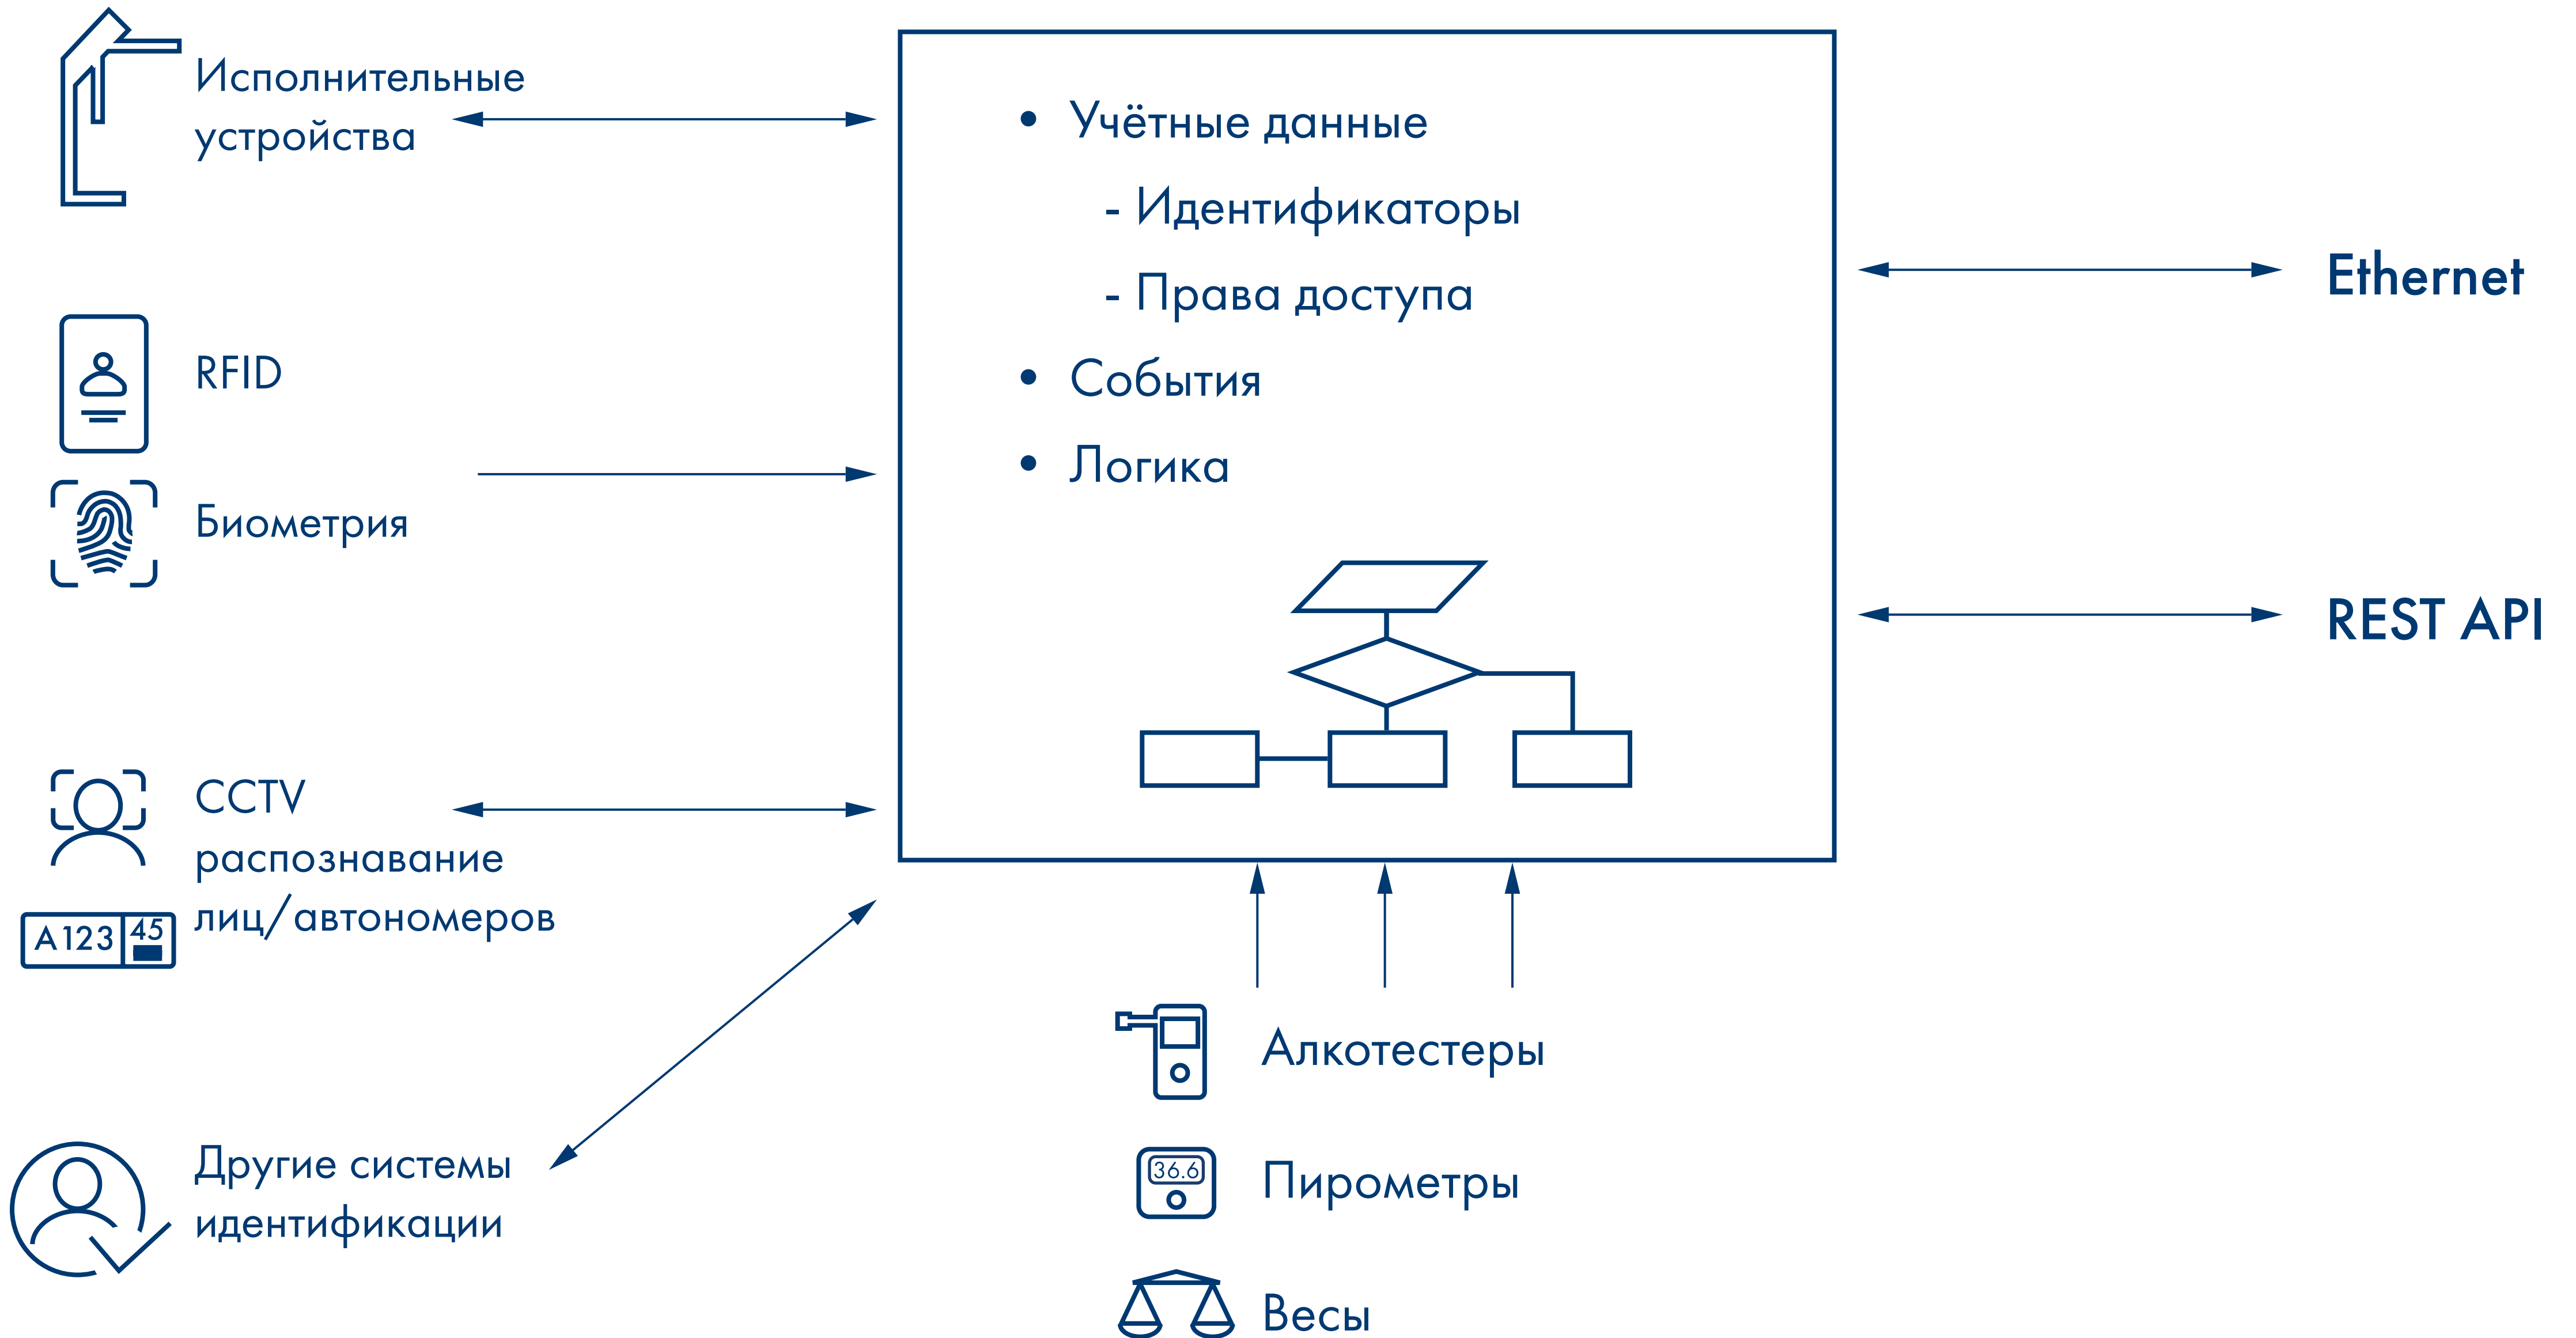 Исполнительные
устройства
RFID
Биометрия
CCTV
распознавание
лиц/автономеров
A123 45
Другие системы
идентификации
• Учётные данные
- Идентификаторы
- Права доступа
• События
• Логика
Алкотестеры
36.6
Пирометры
Весы
Ethernet
REST API